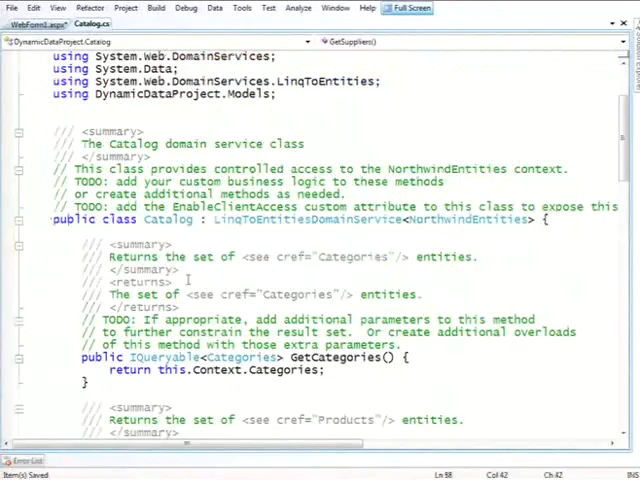 File Edit View Refactor Project Build Debug Data Tools Test Analyze Window Help Full Screen
WebForm1.aspx* Catalog.cs
DynamicDataProject.Catalog GetSuppliers()
using System.Web.DomainServices;
using System.Data;
using System.Web.DomainServices.LinqToEntities;
using DynamicDataProject.Models;
/// <summary>
/// The Catalog domain service class
/// </summary>
// This class provides controlled access to the NorthwindEntities context.
// TODO: add your custom business logic to these methods
// or create additional methods as needed.
// TODO: add the EnableClientAccess custom attribute to this class to expose this
public class Catalog : LinqToEntitiesDomainService<NorthwindEntities> {
/// <summary>
/// Returns the set of <see cref="Categories"/> entities.
/// </summary>
/// <returns>
/// The set of <see cref="Categories"/> entities.
/// </returns>
// TODO: If appropriate, add additional parameters to this method
// to further constrain the result set.  Or create additional overloads
// of this method with those extra parameters.
public IQueryable<Categories> GetCategories() {
return this.Context.Categories;
}
/// <summary>
/// Returns the set of <see cref="Products"/> entities.
/// </summary>
Error List
Item(s) Saved Ln 58 Col 42 Ch 42 INS